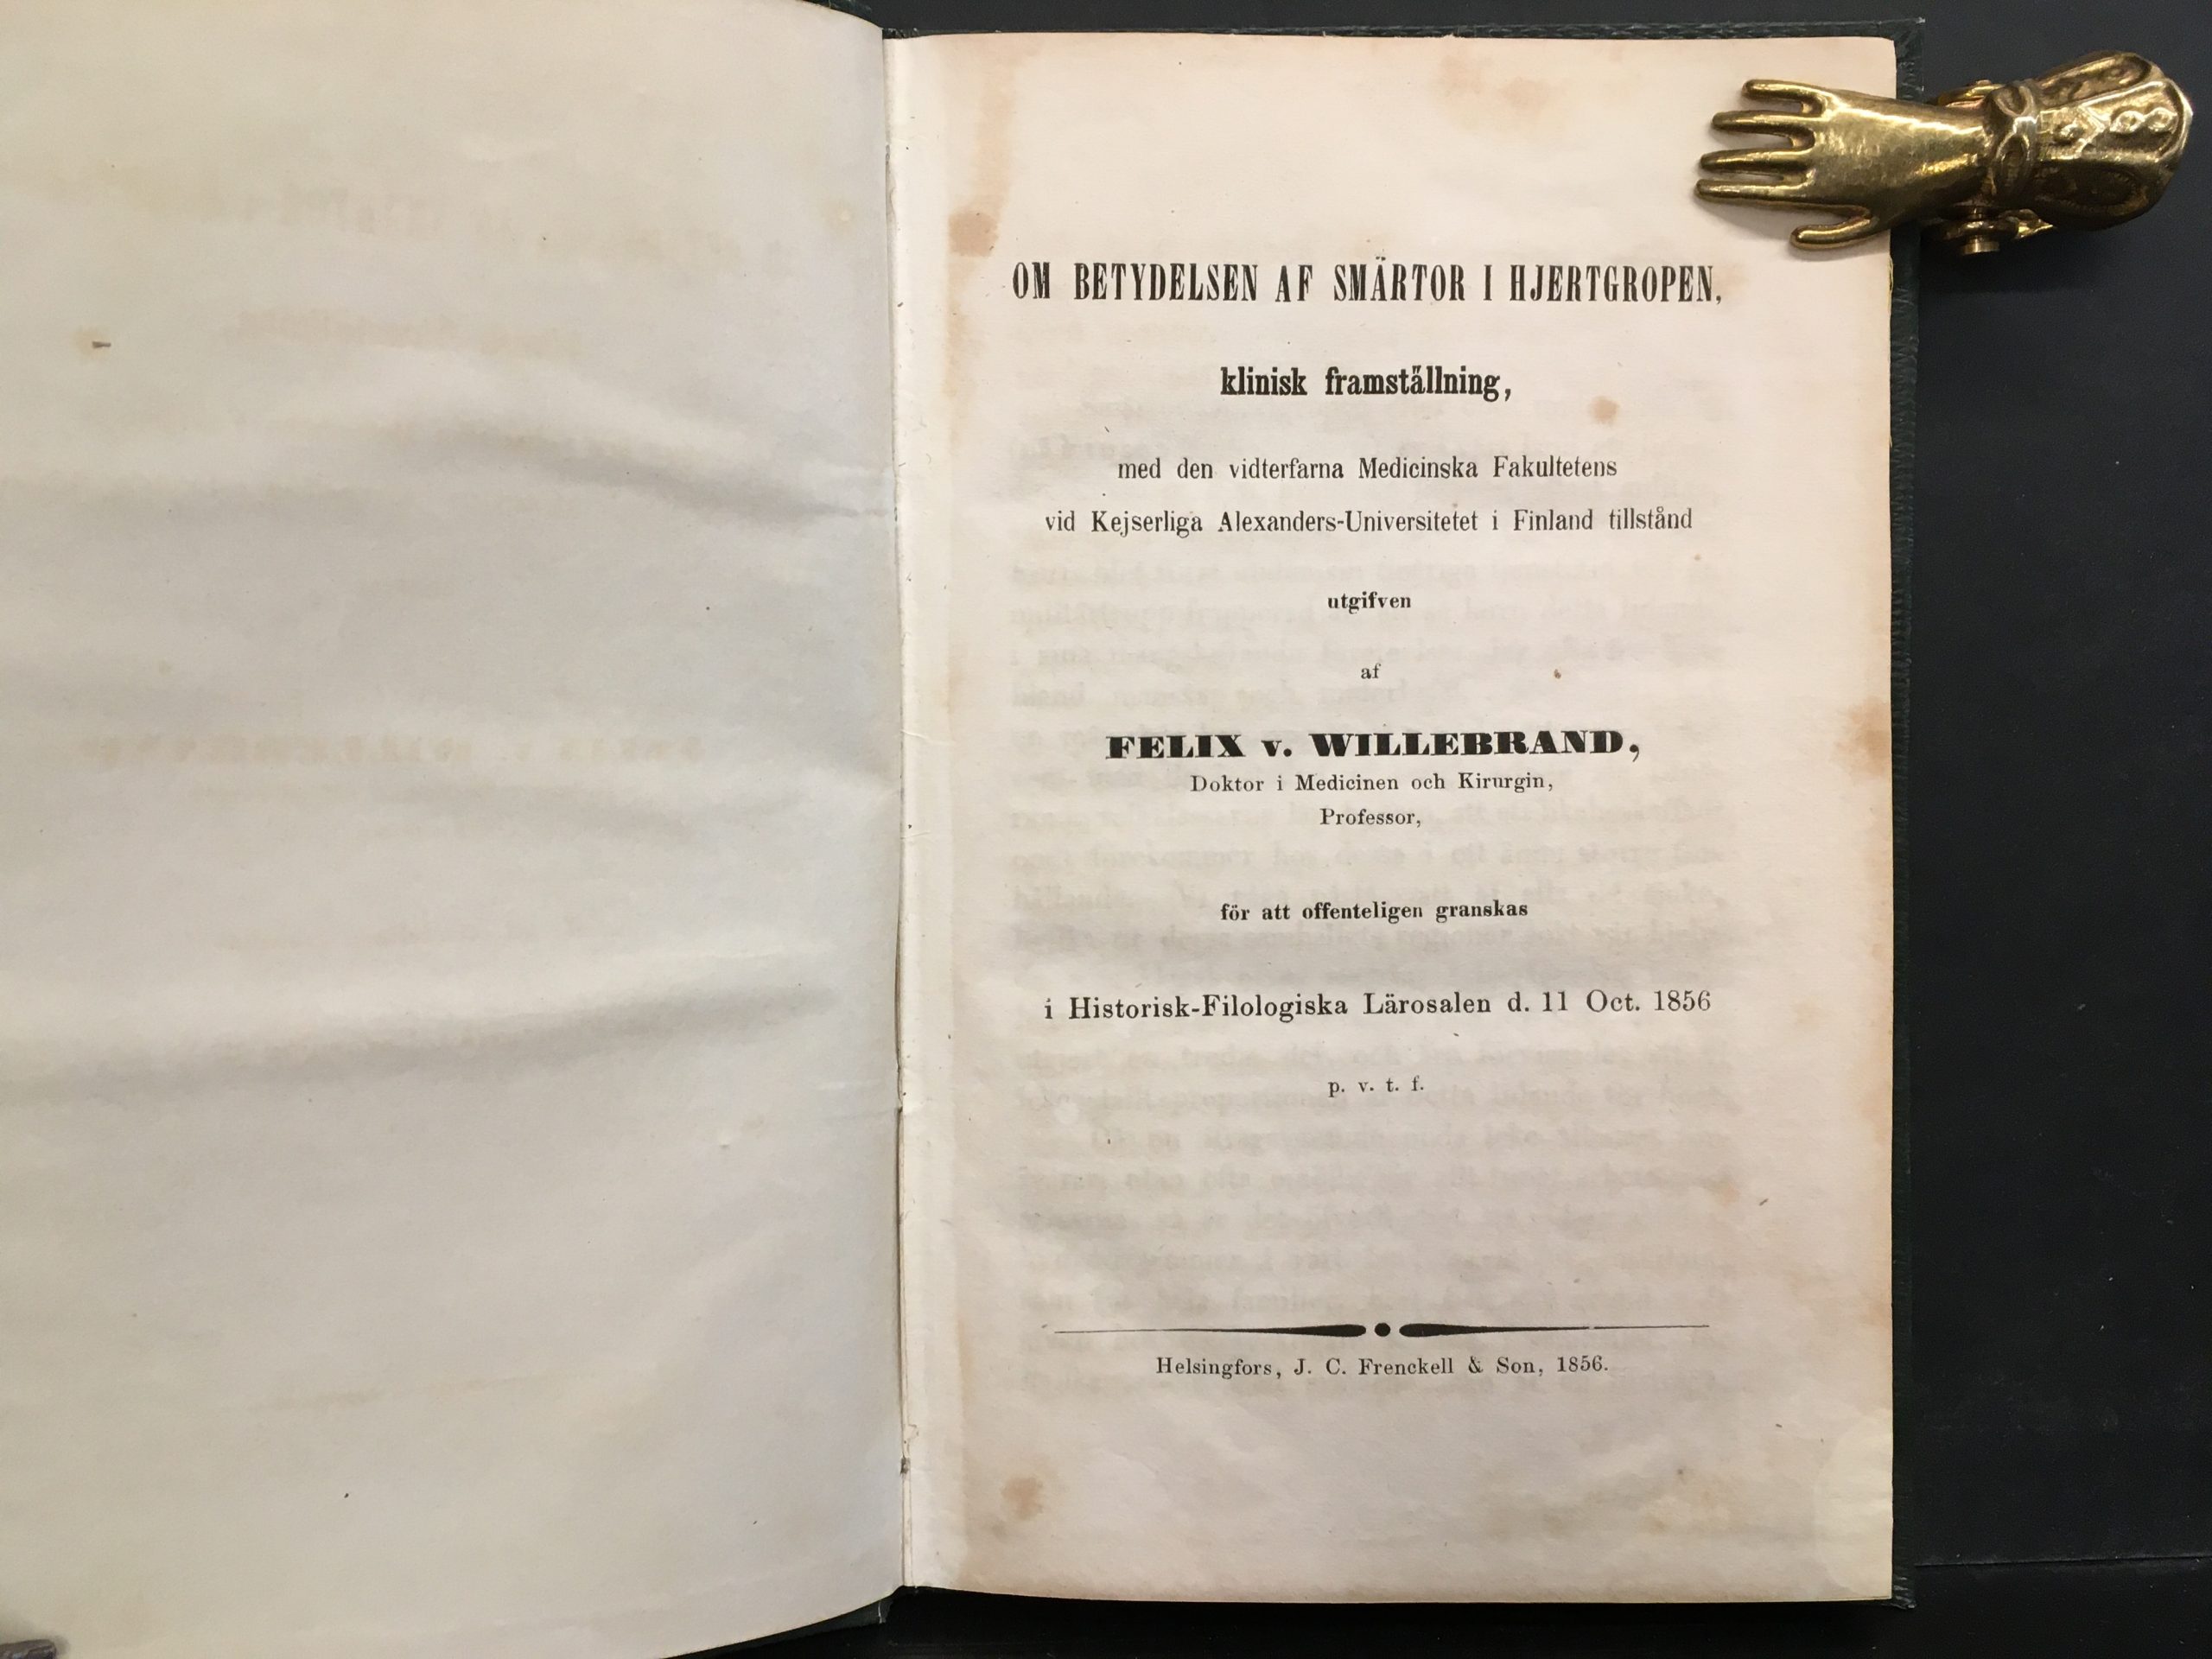 OM BETYDELSEN AF SMÄRTOR I HJERTGROPEN,
klinisk framställning,
med den vidterfarna Medicinska Fakultetens
vid Kejserliga Alexanders-Universitetet i Finland tillstånd
utgifven
af
FELIX v. WILLEBRAND,
Doktor i Medicinen och Kirurgin,
Professor,
för att offenteligen granskas
i Historisk-Filologiska Lärosalen d. 11 Oct. 1856
p. v. t. f.
Helsingfors, J. C. Frenckell & Son, 1856.